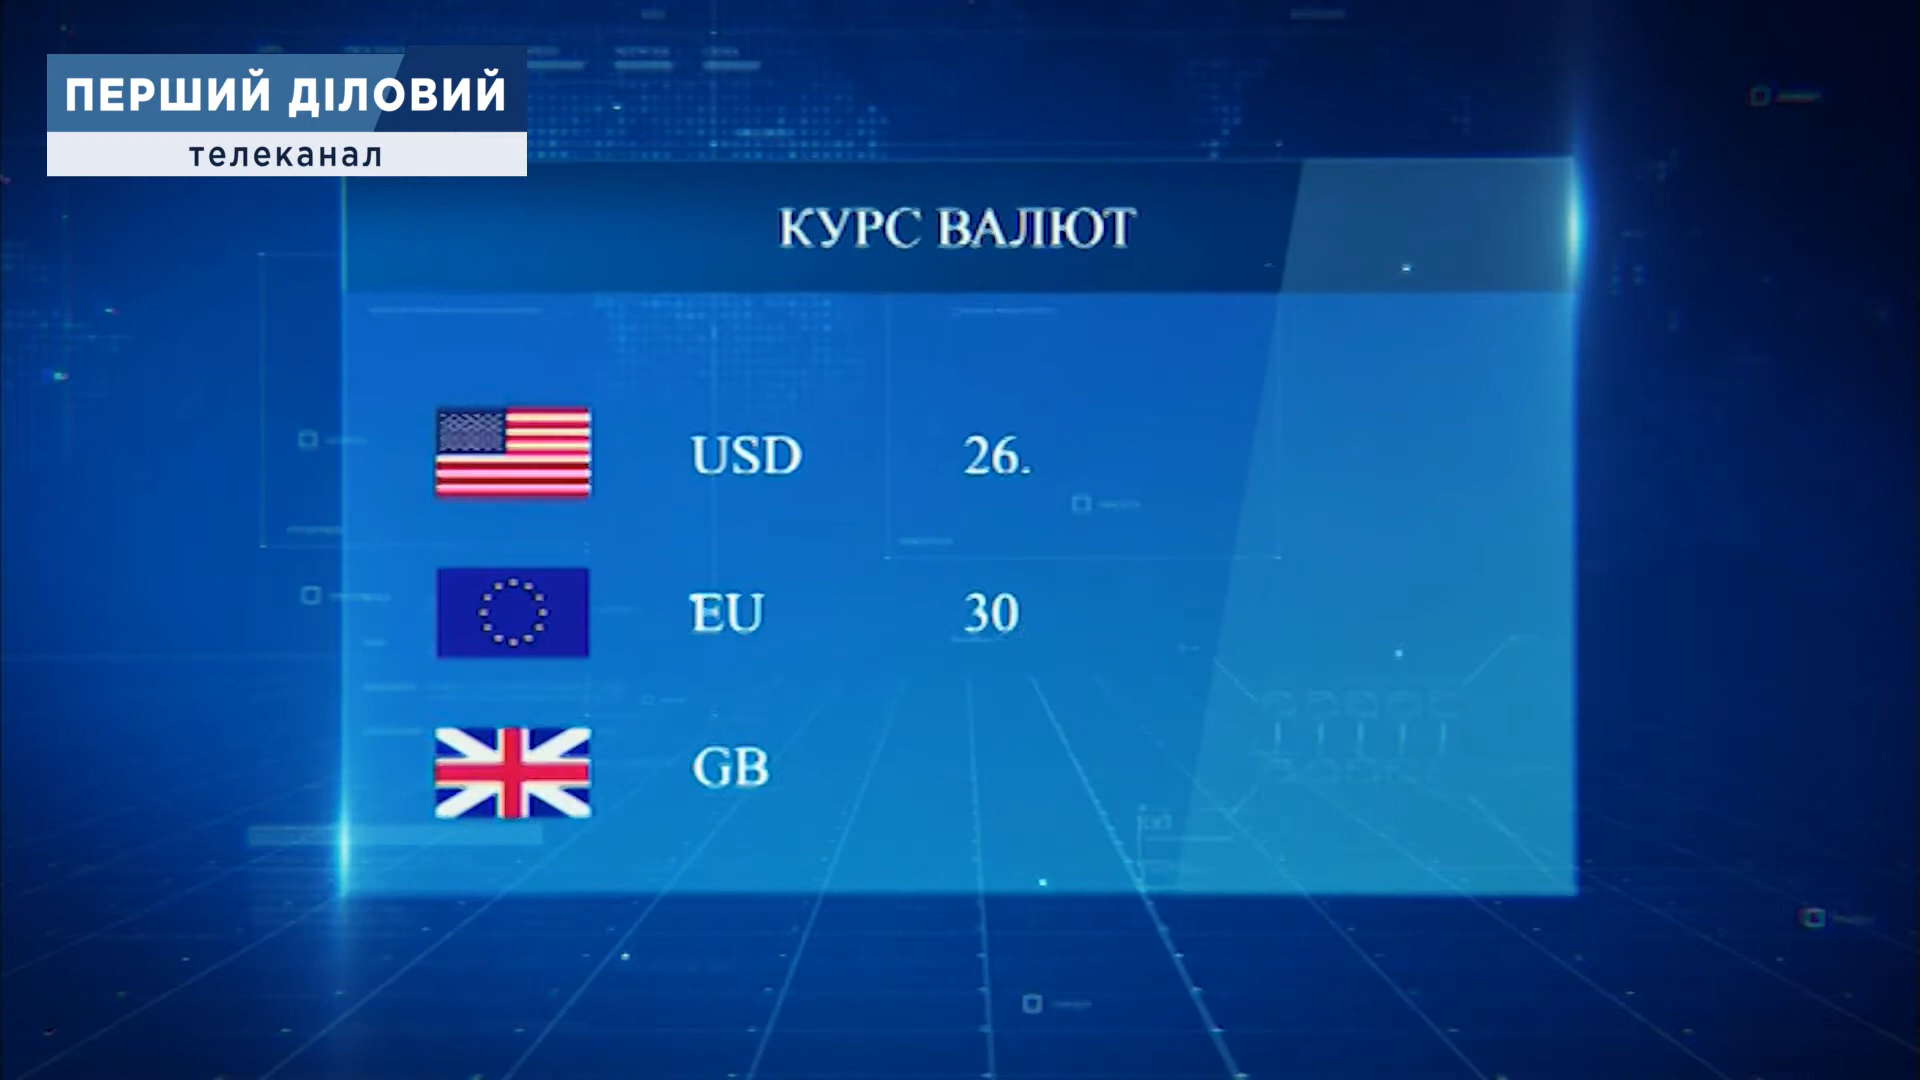 ПЕРШИЙ ДІЛОВИЙ
телеканал
КУРС ВАЛЮТ
USD 26.
EU 30
GB